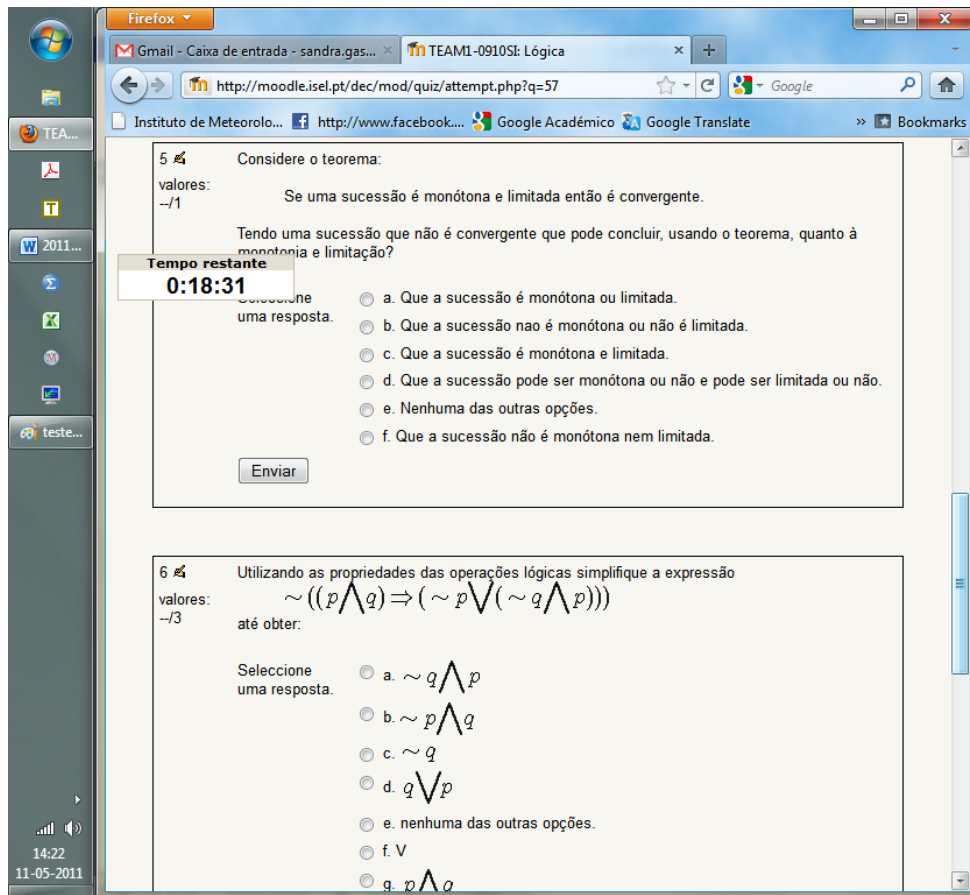 Firefox
Gmail - Caixa de entrada - sandra.gas...
TEAM1-0910SI: Lógica
http://moodle.isel.pt/dec/mod/quiz/attempt.php?q=57
Google
Instituto de Meteorolo...
http://www.facebook....
Google Académico
Google Translate
Bookmarks
TEA...
2011...
teste...
14:22
11-05-2011
5
valores:
--/1
Considere o teorema:
Se uma sucessão é monótona e limitada então é convergente.
Tendo uma sucessão que não é convergente que pode concluir, usando o teorema, quanto à
monotonia e limitação?
Tempo restante
0:18:31
Seleccione
uma resposta.
a. Que a sucessão é monótona ou limitada.
b. Que a sucessão nao é monótona ou não é limitada.
c. Que a sucessão é monótona e limitada.
d. Que a sucessão pode ser monótona ou não e pode ser limitada ou não.
e. Nenhuma das outras opções.
f. Que a sucessão não é monótona nem limitada.
Enviar
6
valores:
--/3
Utilizando as propriedades das operações lógicas simplifique a expressão
~((p⋀q)⇒(~p⋁(~q⋀p)))
até obter:
Seleccione
uma resposta.
a. ~q⋀p
b. ~p⋀q
c. ~q
d. q⋁p
e. nenhuma das outras opções.
f. V
g. p⋀q